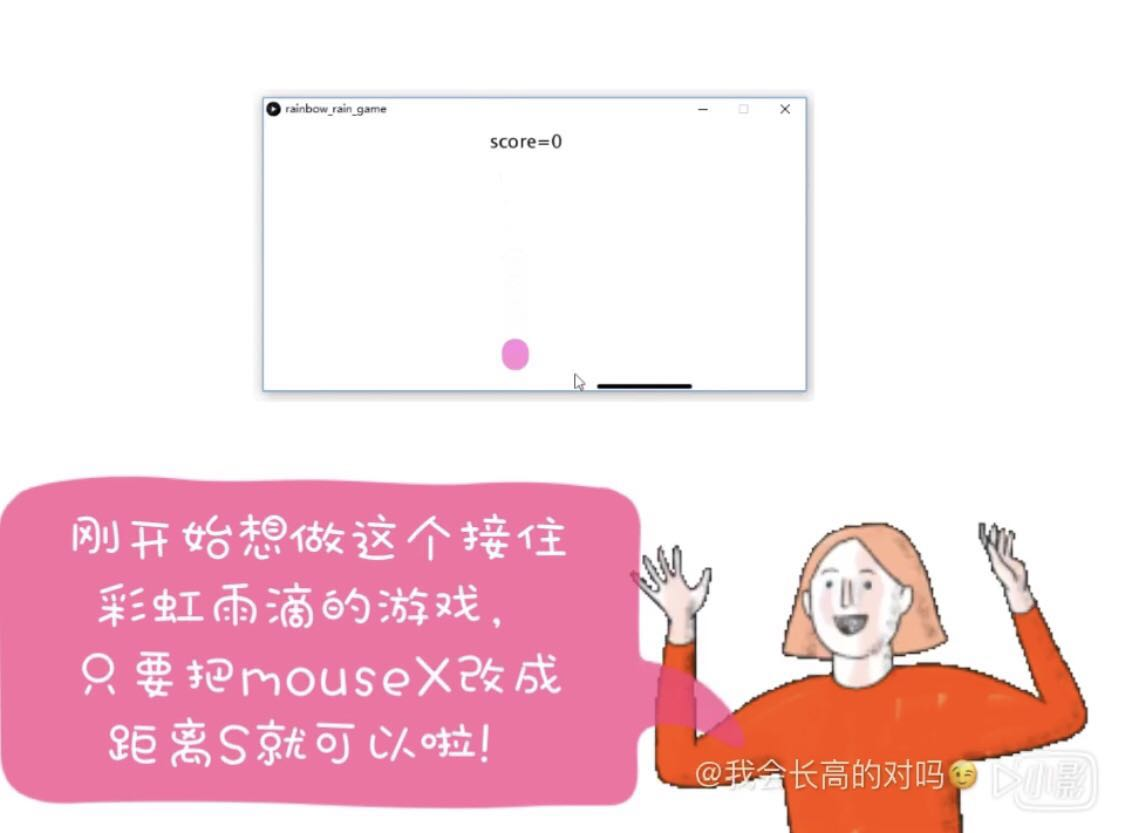 rainbow_rain_game
score=0
刚开始想做这个接住
彩虹雨滴的游戏，
只要把mouseX改成
距离S就可以啦！
@我会长高的对吗😉
小影